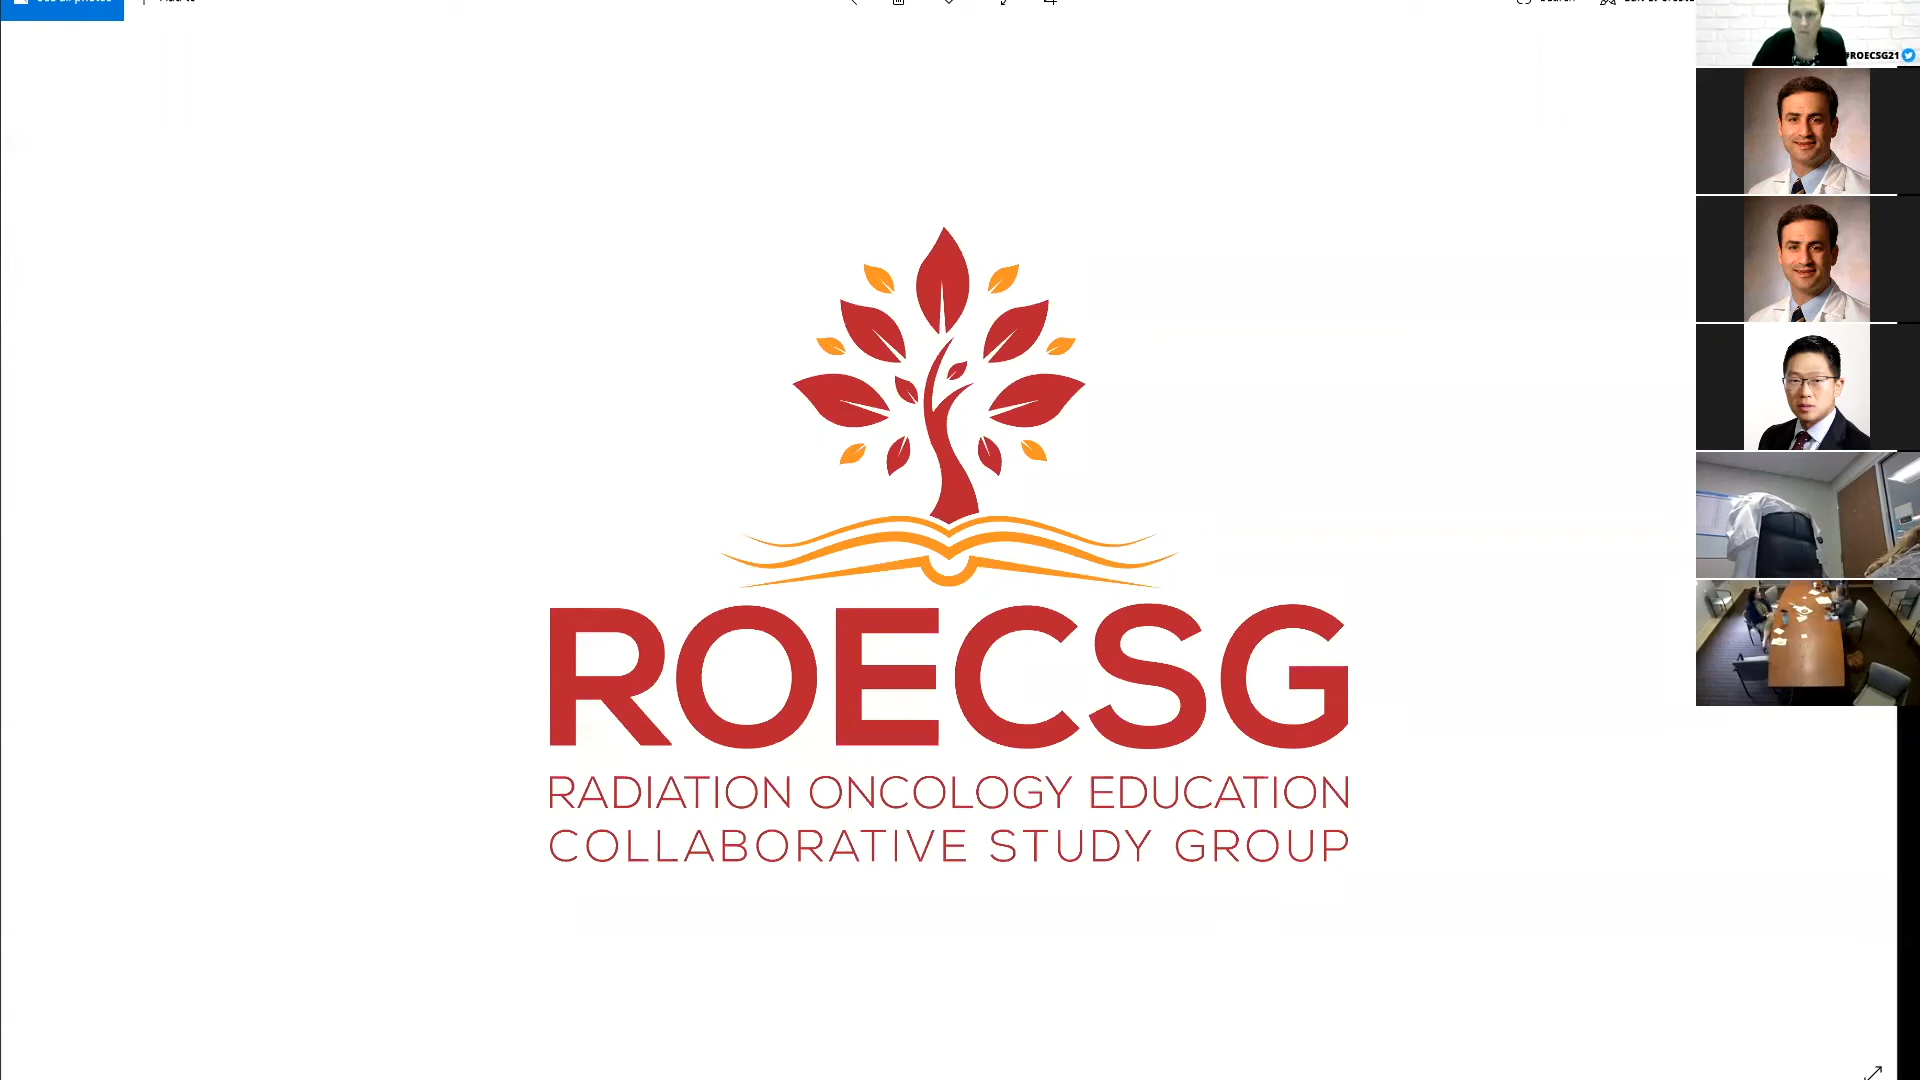 #ROECSG21
ROECSG
RADIATION ONCOLOGY EDUCATION
COLLABORATIVE STUDY GROUP